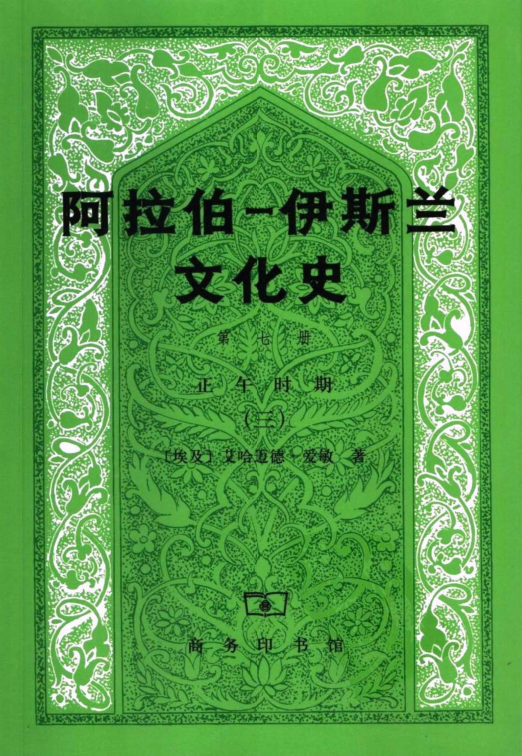 阿拉伯-伊斯兰
文化史
第七册
正午时期
(三)
〔埃及〕艾哈迈德·爱敏 著
商务印书馆